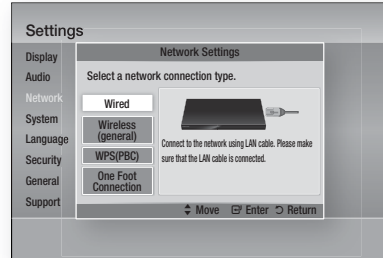 Settings
Display
Audio
Network
System
Language
Security
General
Support
Network Settings
Select a network connection type.
Wired
Wireless
(general)
WPS(PBC)
One Foot
Connection
Connect to the network using LAN cable. Please make
sure that the LAN cable is connected.
Move Enter Return